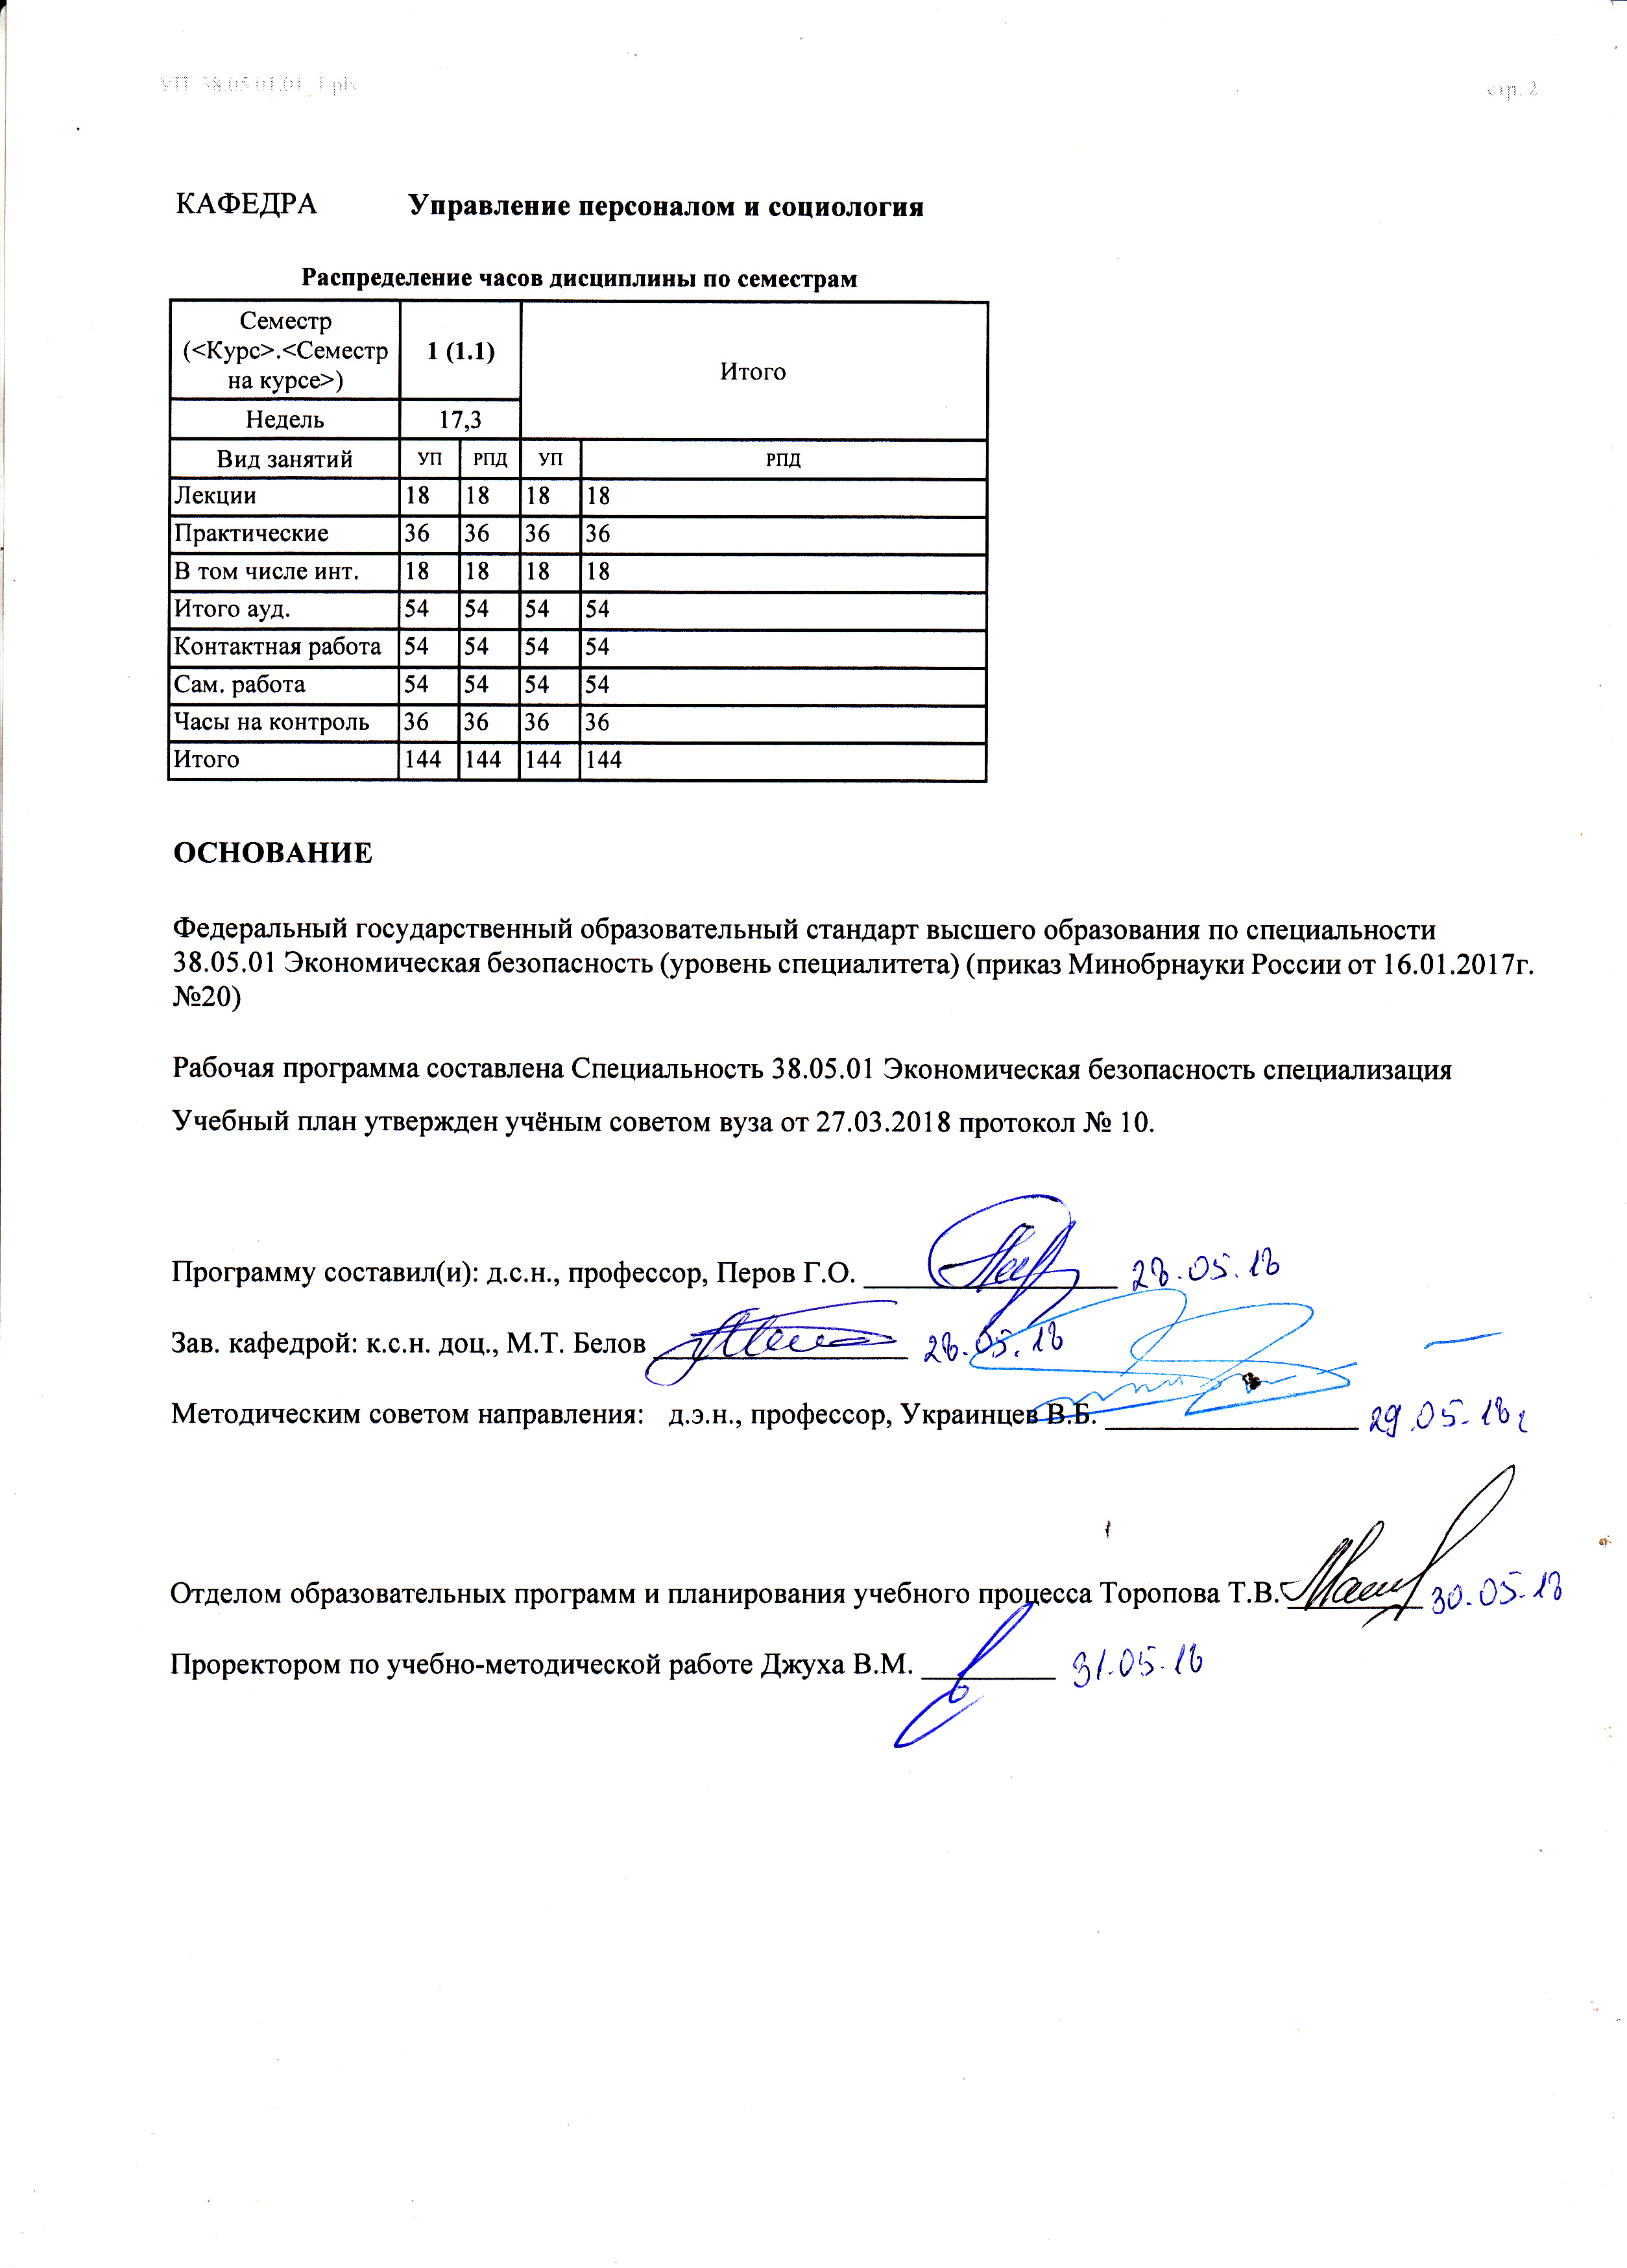 УП 38.05.01.01_1.plx стр. 2
КАФЕДРА Управление персоналом и социология
Распределение часов дисциплины по семестрам
Семестр
(<Курс>.<Семестр
на курсе>) 1 (1.1) Итого
Недель 17,3
Вид занятий УП РПД УП РПД
Лекции 18 18 18 18
Практические 36 36 36 36
В том числе инт. 18 18 18 18
Итого ауд. 54 54 54 54
Контактная работа 54 54 54 54
Сам. работа 54 54 54 54
Часы на контроль 36 36 36 36
Итого 144 144 144 144
ОСНОВАНИЕ
Федеральный государственный образовательный стандарт высшего образования по специальности
38.05.01 Экономическая безопасность (уровень специалитета) (приказ Минобрнауки России от 16.01.2017г.
№20)
Рабочая программа составлена Специальность 38.05.01 Экономическая безопасность специализация
Учебный план утвержден учёным советом вуза от 27.03.2018 протокол № 10.
Программу составил(и): д.с.н., профессор, Перов Г.О. 28.05.18
Зав. кафедрой: к.с.н. доц., М.Т. Белов 28.05.18
Методическим советом направления: д.э.н., профессор, Украинцев В.Б. 29.05.18г
Отделом образовательных программ и планирования учебного процесса Торопова Т.В. 30.05.18
Проректором по учебно-методической работе Джуха В.М. 31.05.18